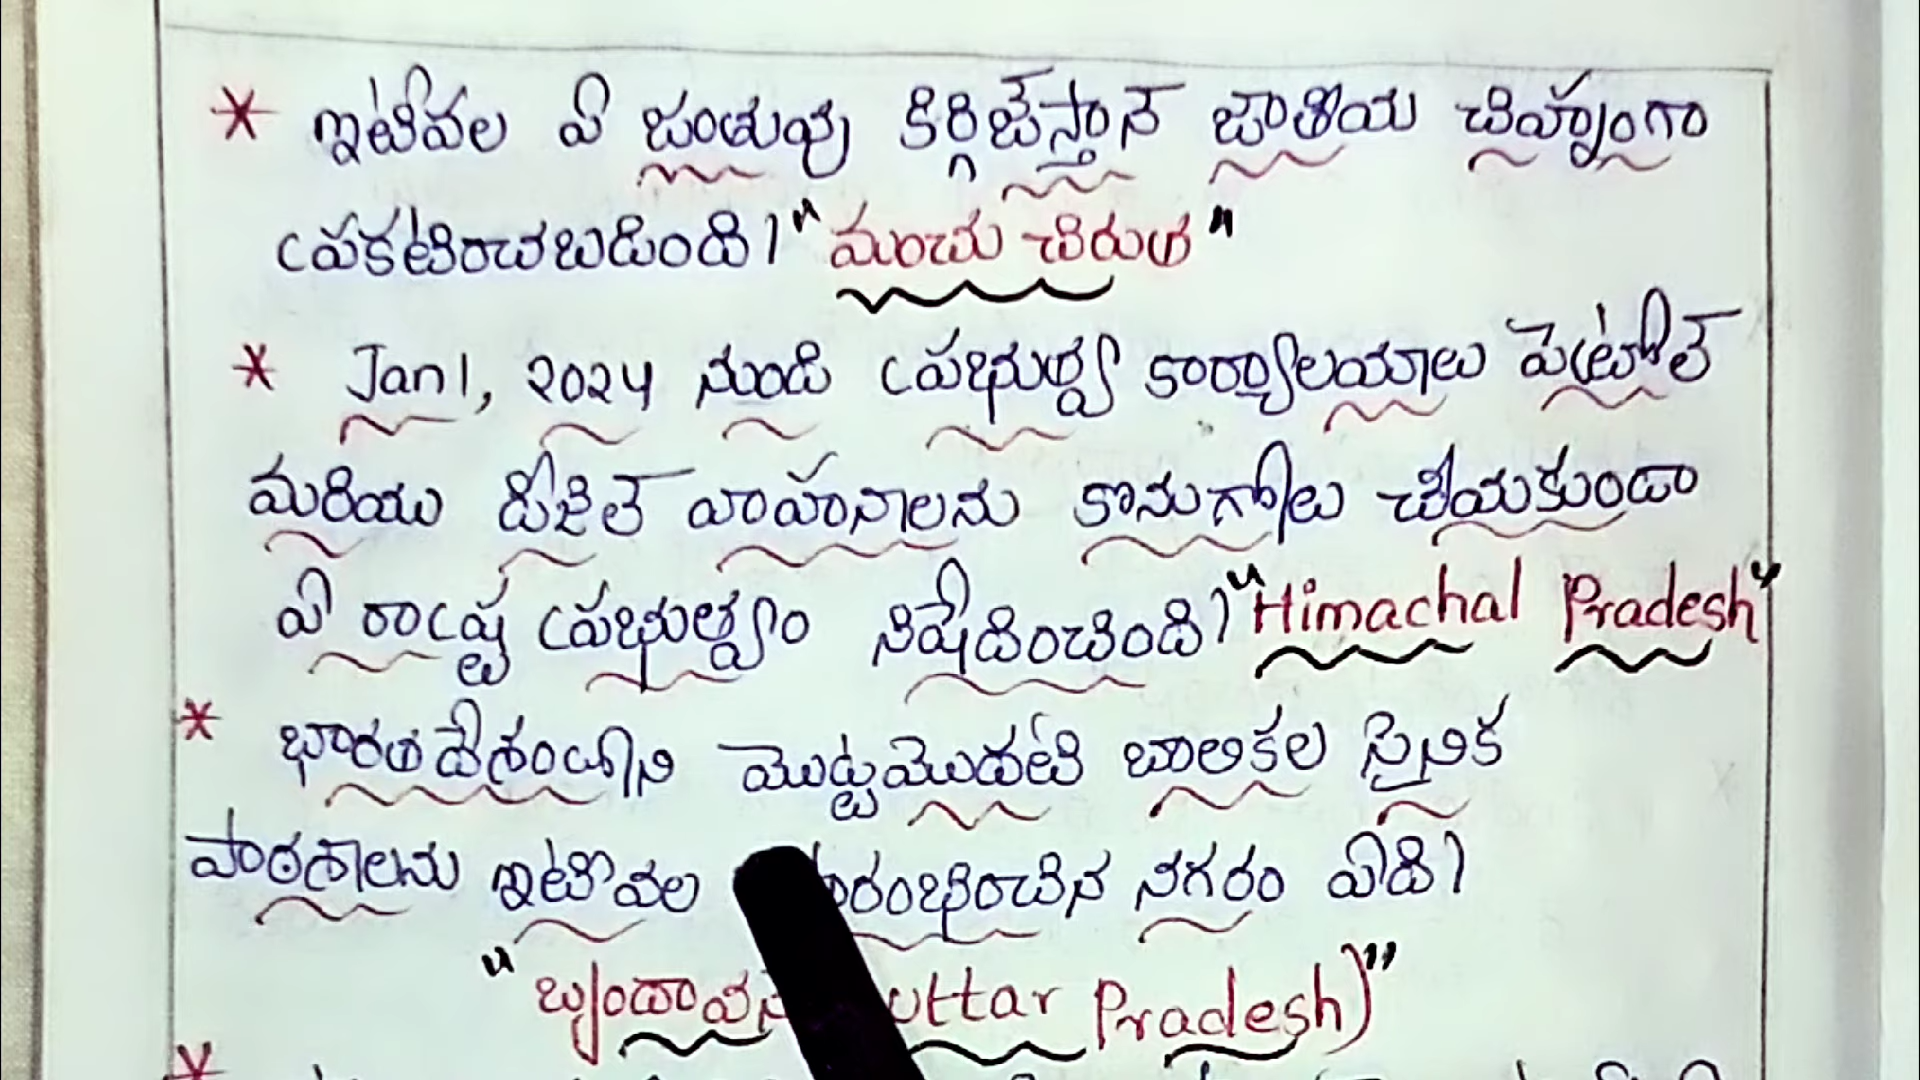 * ఇటీవల ఏ జంతువు కిర్గిజేస్తాన్ జాతీయ చిహ్నంగా
ప్రకటించబడింది? "మంచు చిరుత"
* Jan 1, 2024 నుండి ప్రభుత్వ కార్యాలయాలు పెట్రోల్
మరియు డీజిల్ వాహనాలను కొనుగోలు చేయకుండా
ఏ రాష్ట్ర ప్రభుత్వం నిషేదించింది? "Himachal Pradesh"
* భారతదేశంలోని మొట్టమొదటి బాలికల సైనిక
పాఠశాలను ఇటీవల నగరం ఏది?
"బృందావన uttar Pradesh)"
*